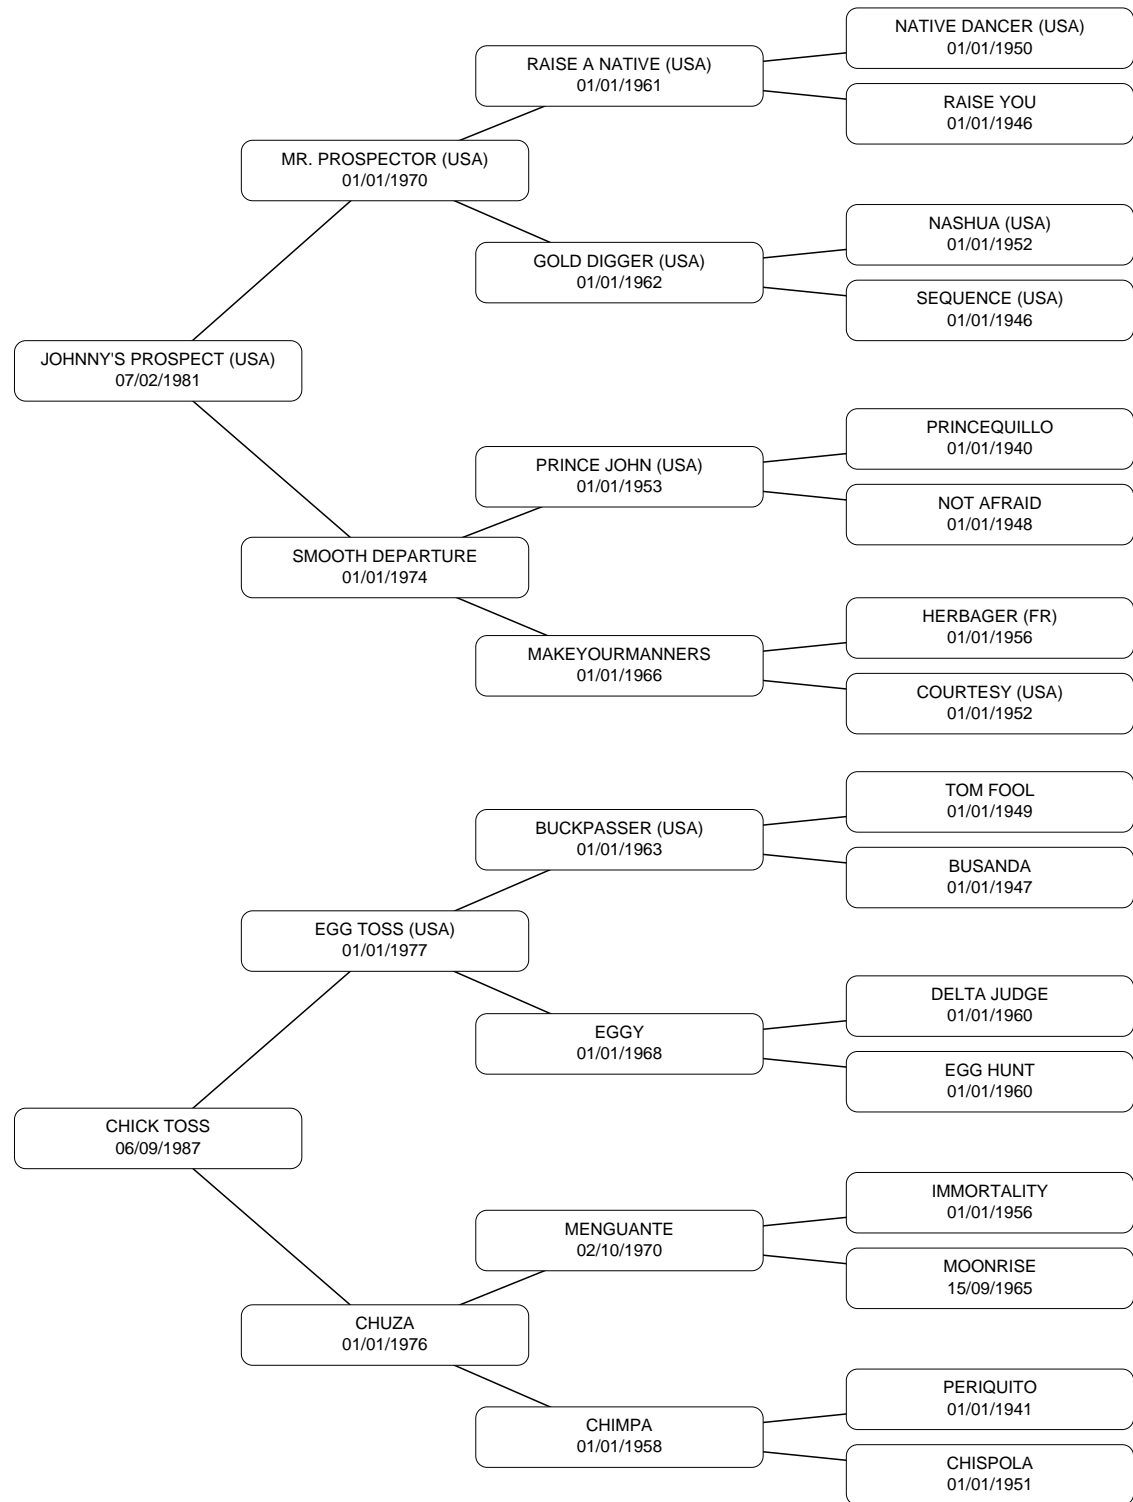 NATIVE DANCER (USA)
01/01/1950
RAISE A NATIVE (USA)
01/01/1961
RAISE YOU
01/01/1946
MR. PROSPECTOR (USA)
01/01/1970
NASHUA (USA)
01/01/1952
GOLD DIGGER (USA)
01/01/1962
SEQUENCE (USA)
01/01/1946
JOHNNY'S PROSPECT (USA)
07/02/1981
PRINCEQUILLO
01/01/1940
PRINCE JOHN (USA)
01/01/1953
NOT AFRAID
01/01/1948
SMOOTH DEPARTURE
01/01/1974
HERBAGER (FR)
01/01/1956
MAKEYOURMANNERS
01/01/1966
COURTESY (USA)
01/01/1952
TOM FOOL
01/01/1949
BUCKPASSER (USA)
01/01/1963
BUSANDA
01/01/1947
EGG TOSS (USA)
01/01/1977
DELTA JUDGE
01/01/1960
EGGY
01/01/1968
EGG HUNT
01/01/1960
CHICK TOSS
06/09/1987
IMMORTALITY
01/01/1956
MENGUANTE
02/10/1970
MOONRISE
15/09/1965
CHUZA
01/01/1976
PERIQUITO
01/01/1941
CHIMPA
01/01/1958
CHISPOLA
01/01/1951